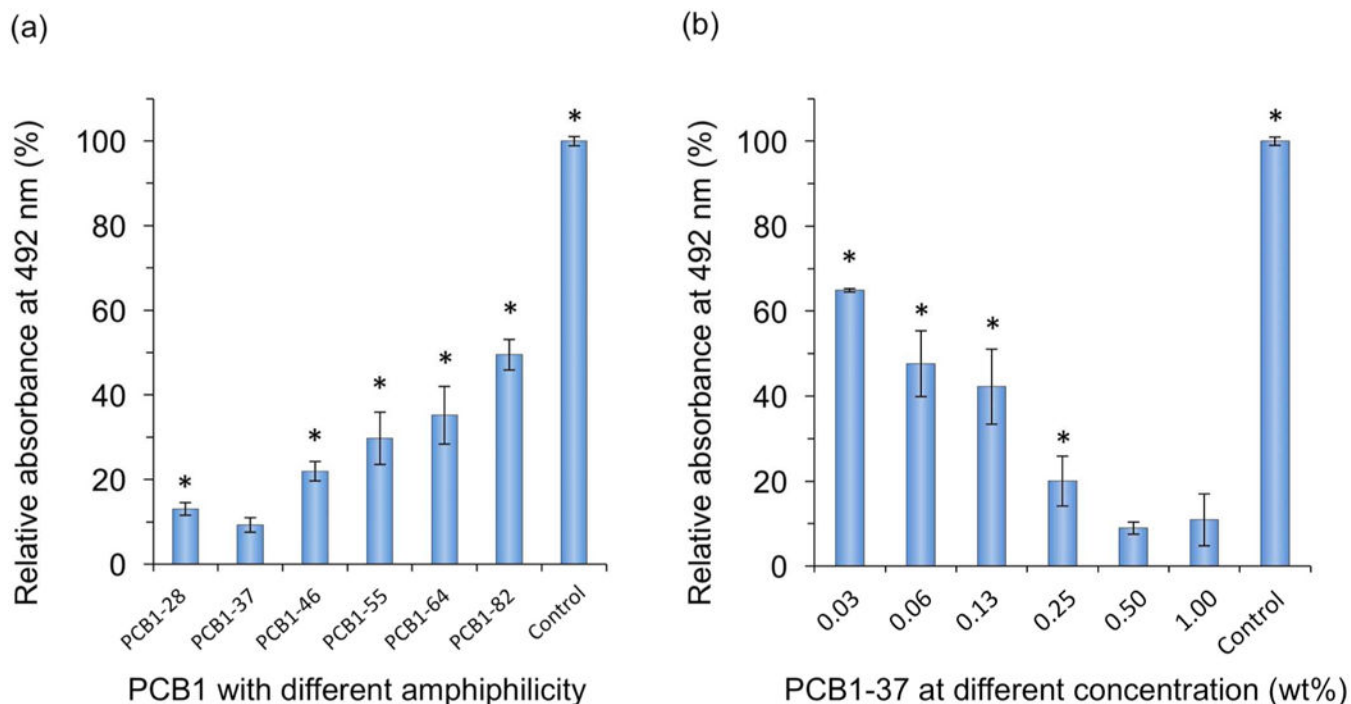 (a)
Relative absorbance at 492 nm (%)
100
80
60
40
20
0
*
*
*
*
*
*
PCB1-28
PCB1-37
PCB1-46
PCB1-55
PCB1-64
PCB1-82
Control
PCB1 with different amphiphilicity
(b)
Relative absorbance at 492 nm (%)
100
80
60
40
20
0
*
*
*
*
*
0.03
0.06
0.13
0.25
0.50
1.00
Control
PCB1-37 at different concentration (wt%)